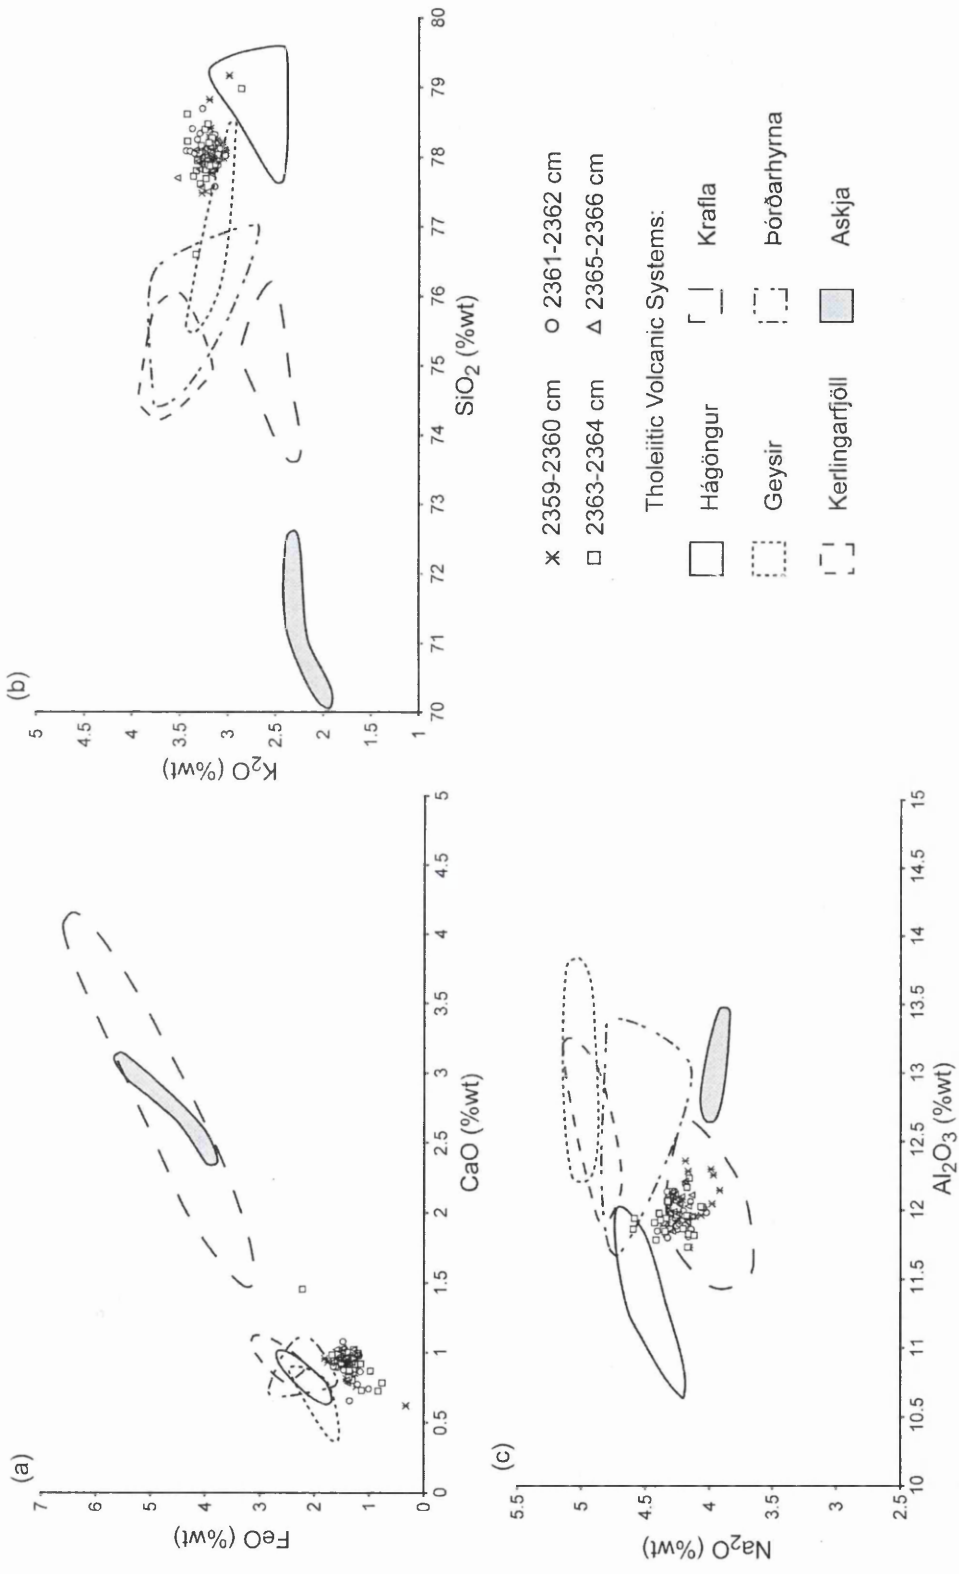 (a)
7
6
5
4
3
2
1
0
FeO (%wt)
0
0.5
1
1.5
2
2.5
3
3.5
4
4.5
5
CaO (%wt)
(b)
5
4.5
4
3.5
3
2.5
2
1.5
1
K₂O (%wt)
70
71
72
73
74
75
76
77
78
79
80
SiO₂ (%wt)
(c)
5.5
5
4.5
4
3.5
3
2.5
Na₂O (%wt)
10
10.5
11
11.5
12
12.5
13
13.5
14
14.5
15
Al₂O₃ (%wt)
2359-2360 cm
2361-2362 cm
2363-2364 cm
2365-2366 cm
Tholeiitic Volcanic Systems:
Hágöngur
Krafla
Geysir
Þórðarhyrna
Kerlingarfjöll
Askja